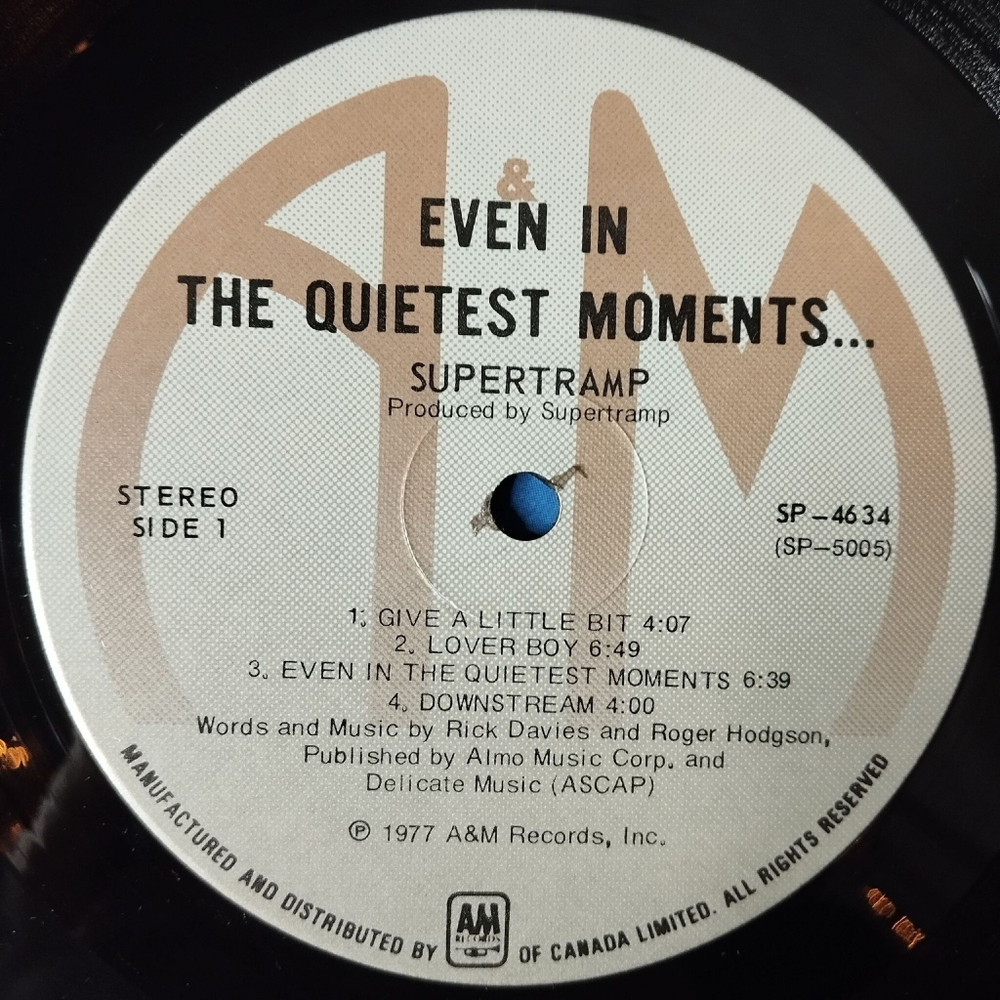 &
EVEN IN
THE QUIETEST MOMENTS...
SUPERTRAMP
Produced by Supertramp
STEREO
SIDE 1
SP-4634
(SP-5005)
1. GIVE A LITTLE BIT 4:07
2. LOVER BOY 6:49
3. EVEN IN THE QUIETEST MOMENTS 6:39
4. DOWNSTREAM 4:00
Words and Music by Rick Davies and Roger Hodgson,
Published by Almo Music Corp. and
Delicate Music (ASCAP)
℗ 1977 A&M Records, Inc.
MANUFACTURED AND DISTRIBUTED BY AM RECORDS OF CANADA LIMITED. ALL RIGHTS RESERVED